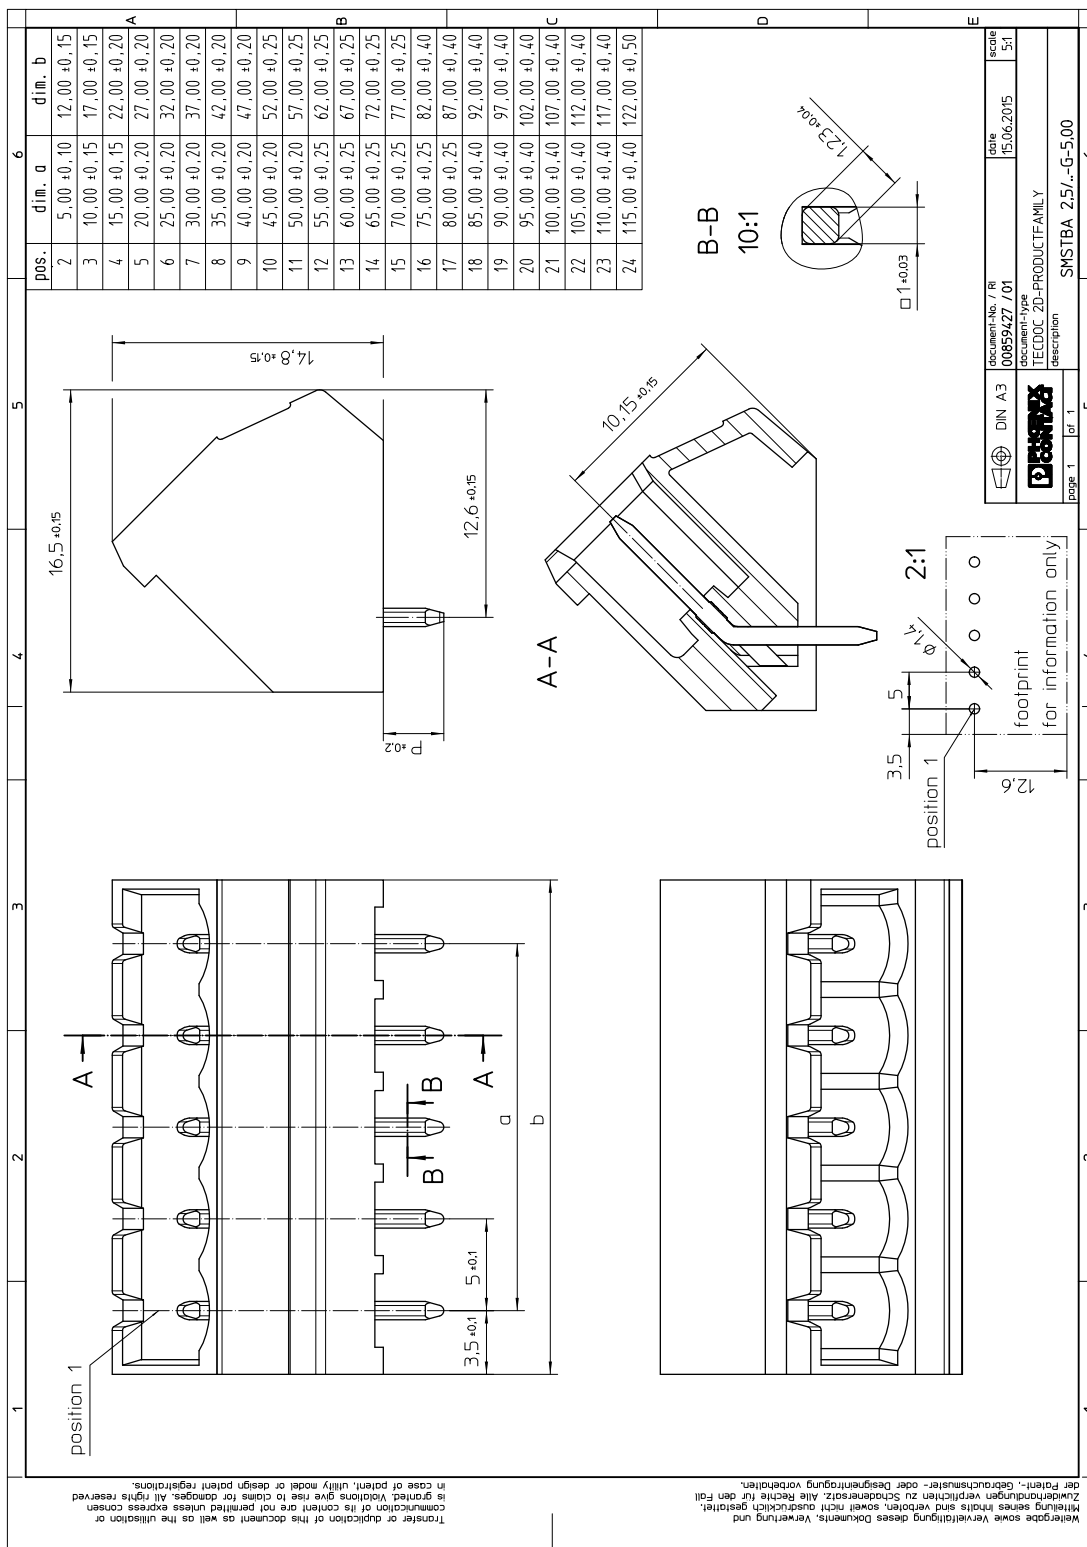 pos. dim. a dim. b
2 5,00 ±0,10 12,00 ±0,15
3 10,00 ±0,15 17,00 ±0,15
4 15,00 ±0,15 22,00 ±0,20
5 20,00 ±0,20 27,00 ±0,20
6 25,00 ±0,20 32,00 ±0,20
7 30,00 ±0,20 37,00 ±0,20
8 35,00 ±0,20 42,00 ±0,20
9 40,00 ±0,20 47,00 ±0,20
10 45,00 ±0,20 52,00 ±0,25
11 50,00 ±0,20 57,00 ±0,25
12 55,00 ±0,25 62,00 ±0,25
13 60,00 ±0,25 67,00 ±0,25
14 65,00 ±0,25 72,00 ±0,25
15 70,00 ±0,25 77,00 ±0,25
16 75,00 ±0,25 82,00 ±0,40
17 80,00 ±0,25 87,00 ±0,40
18 85,00 ±0,40 92,00 ±0,40
19 90,00 ±0,40 97,00 ±0,40
20 95,00 ±0,40 102,00 ±0,40
21 100,00 ±0,40 107,00 ±0,40
22 105,00 ±0,40 112,00 ±0,40
23 110,00 ±0,40 117,00 ±0,40
24 115,00 ±0,40 122,00 ±0,50
1 2 3 4 5 6
A B C D E
position 1
A A
B B
3,5 ±0,1
5 ±0,1
a
b
16,5 ±0,15
14,8 ±0,15
12,6 ±0,15
P ±0,2
A-A
10,15 ±0,15
B-B
10:1
1,23 ±0,04
□ 1 ±0,03
2:1
3,5
5
Ø 1,4
12,6
position 1
footprint
for information only
DIN A3
PHOENIX
CONTACT
page 1 of 1
document-No. / RI
00859427 / 01
date
15.06.2015
scale
5:1
document-type
TECDOC 2D-PRODUCTFAMILY
description
SMSTBA 2,5/..-G-5,00
Transfer or duplication of this document as well as the utilisation or
communication of its content are not permitted unless express consen
is granted. Violations give rise to claims for damages. All rights reserved
in case of patent, utility model or design patent registrations.
Weitergabe sowie Vervielfältigung dieses Dokuments, Verwertung und
Mitteilung seines Inhalts sind verboten, soweit nicht ausdrücklich gestattet.
Zuwiderhandlungen verpflichten zu Schadenersatz. Alle Rechte für den Fall
der Patent-, Gebrauchsmuster- oder Designeintragung vorbehalten.